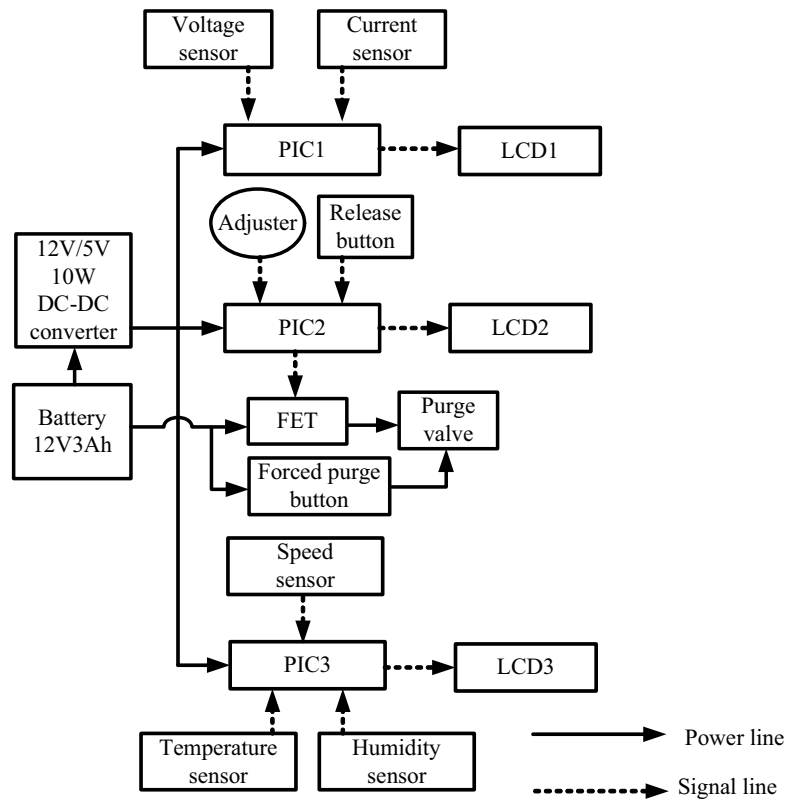 Voltage
sensor
Current
sensor
PIC1
LCD1
Adjuster
Release
button
12V/5V
10W
DC-DC
converter
PIC2
LCD2
Battery
12V3Ah
FET
Purge
valve
Forced purge
button
Speed
sensor
PIC3
LCD3
Temperature
sensor
Humidity
sensor
Power line
Signal line